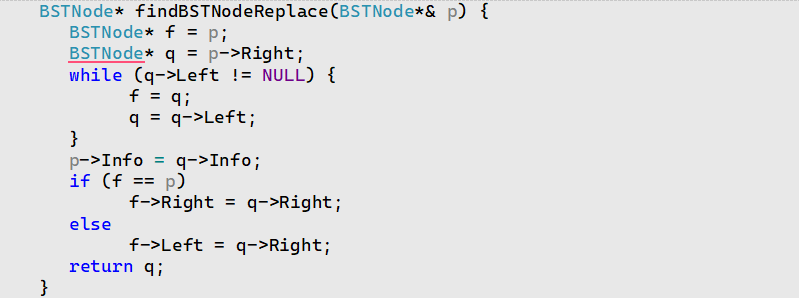 BSTNode* findBSTNodeReplace(BSTNode*& p) {
BSTNode* f = p;
BSTNode* q = p->Right;
while (q->Left != NULL) {
f = q;
q = q->Left;
}
p->Info = q->Info;
if (f == p)
f->Right = q->Right;
else
f->Left = q->Right;
return q;
}